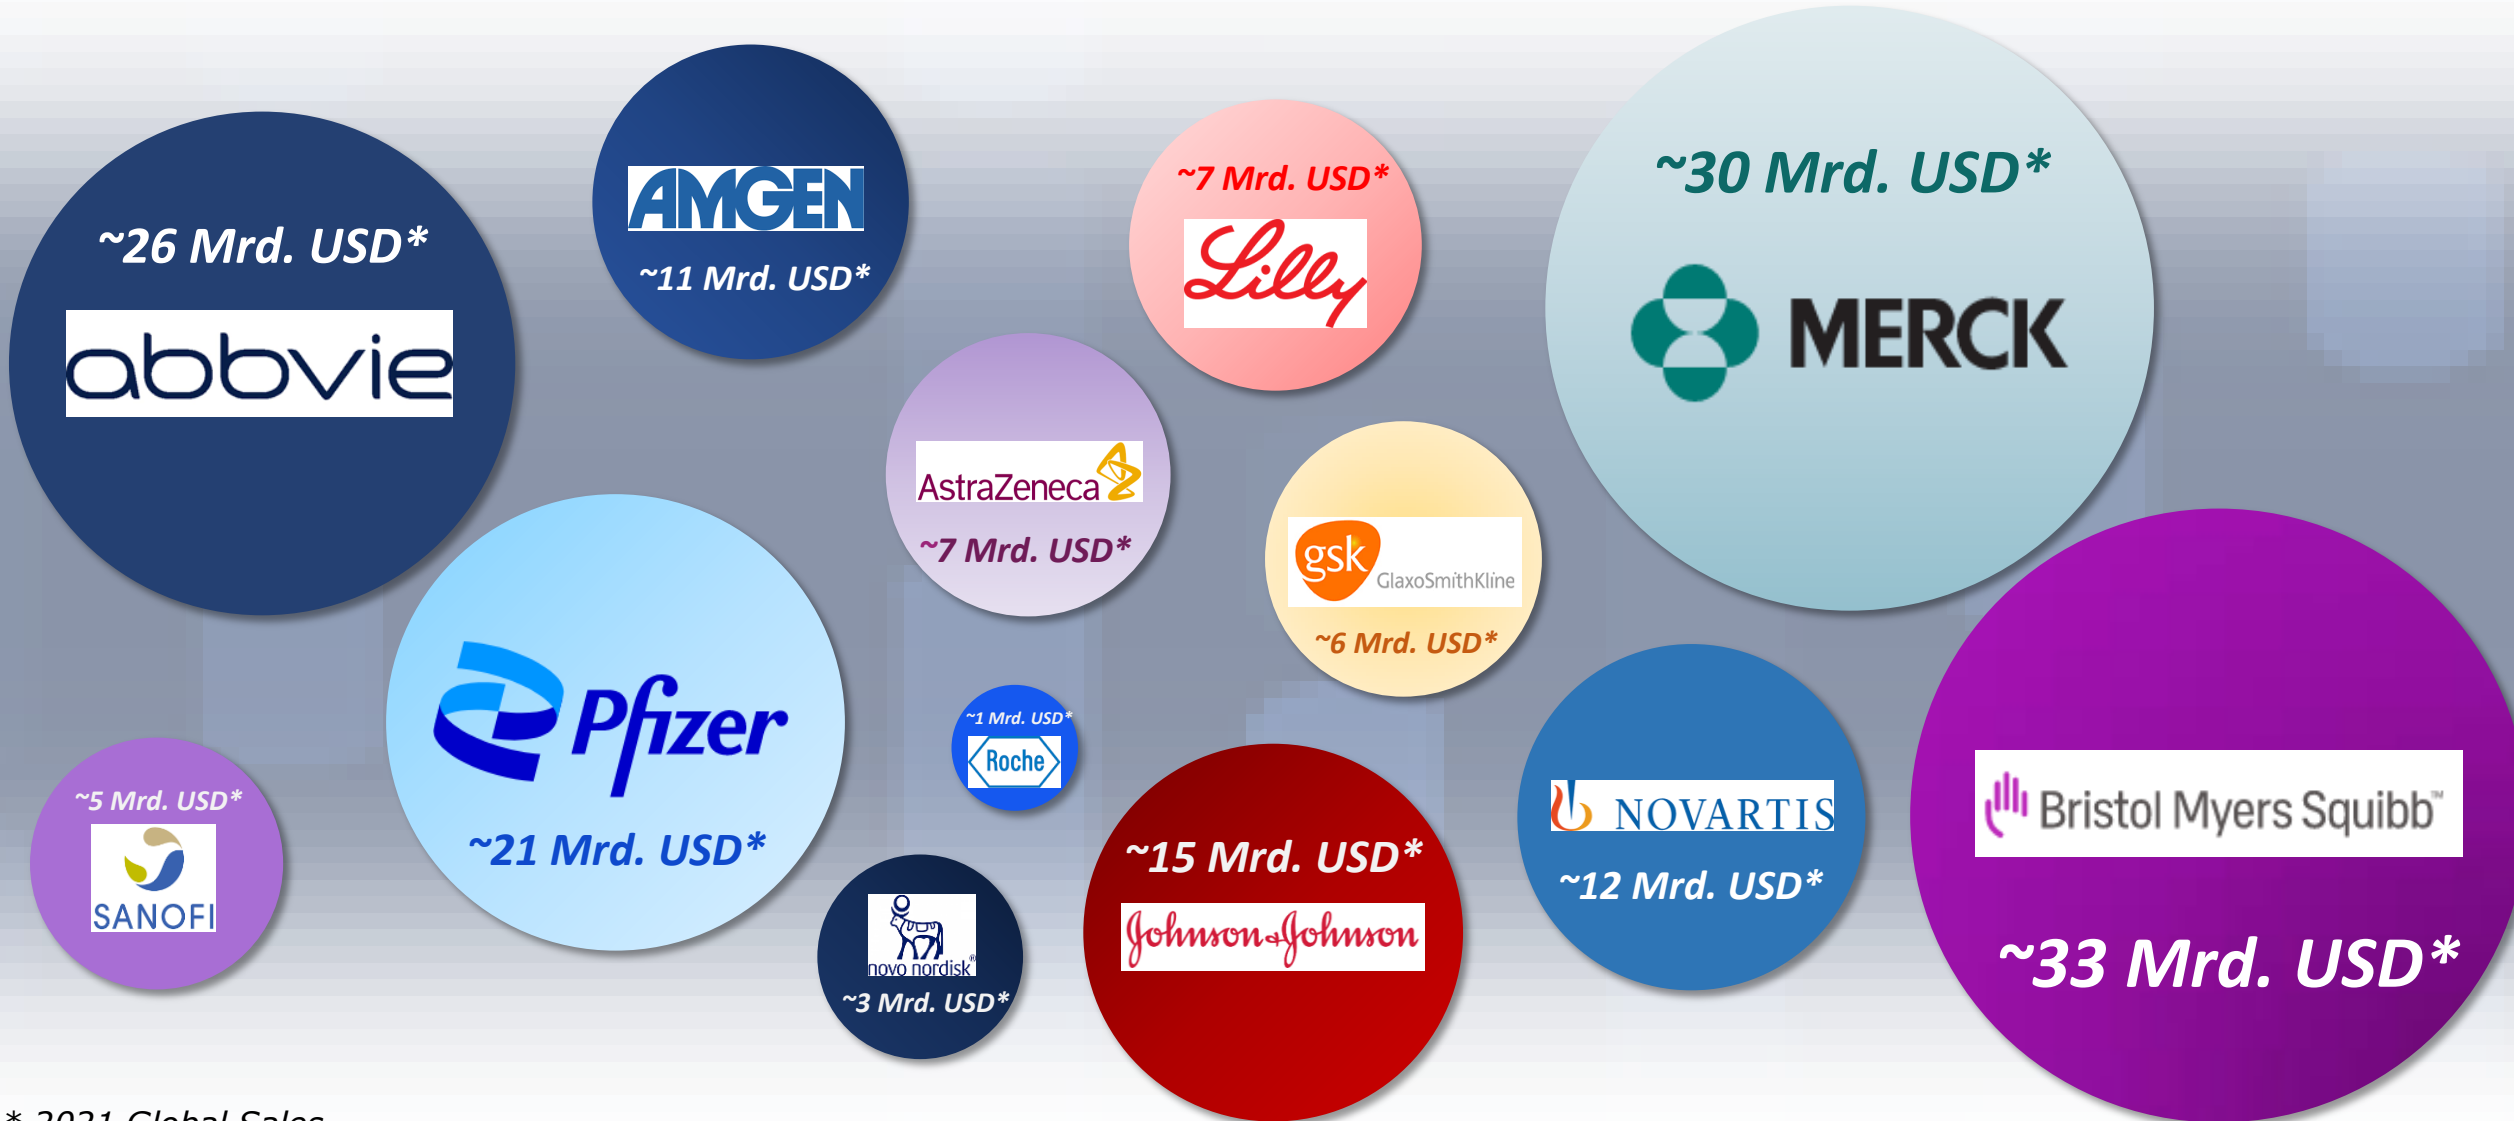 ~26 Mrd. USD*
abbvie
AMGEN
~11 Mrd. USD*
~7 Mrd. USD*
Lilly
~30 Mrd. USD*
MERCK
AstraZeneca
~7 Mrd. USD*
gsk
GlaxoSmithKline
~6 Mrd. USD*
Pfizer
~21 Mrd. USD*
~1 Mrd. USD*
Roche
~5 Mrd. USD*
SANOFI
novo nordisk®
~3 Mrd. USD*
~15 Mrd. USD*
Johnson&Johnson
NOVARTIS
~12 Mrd. USD*
Bristol Myers Squibb™
~33 Mrd. USD*
* 2021 Global Sales